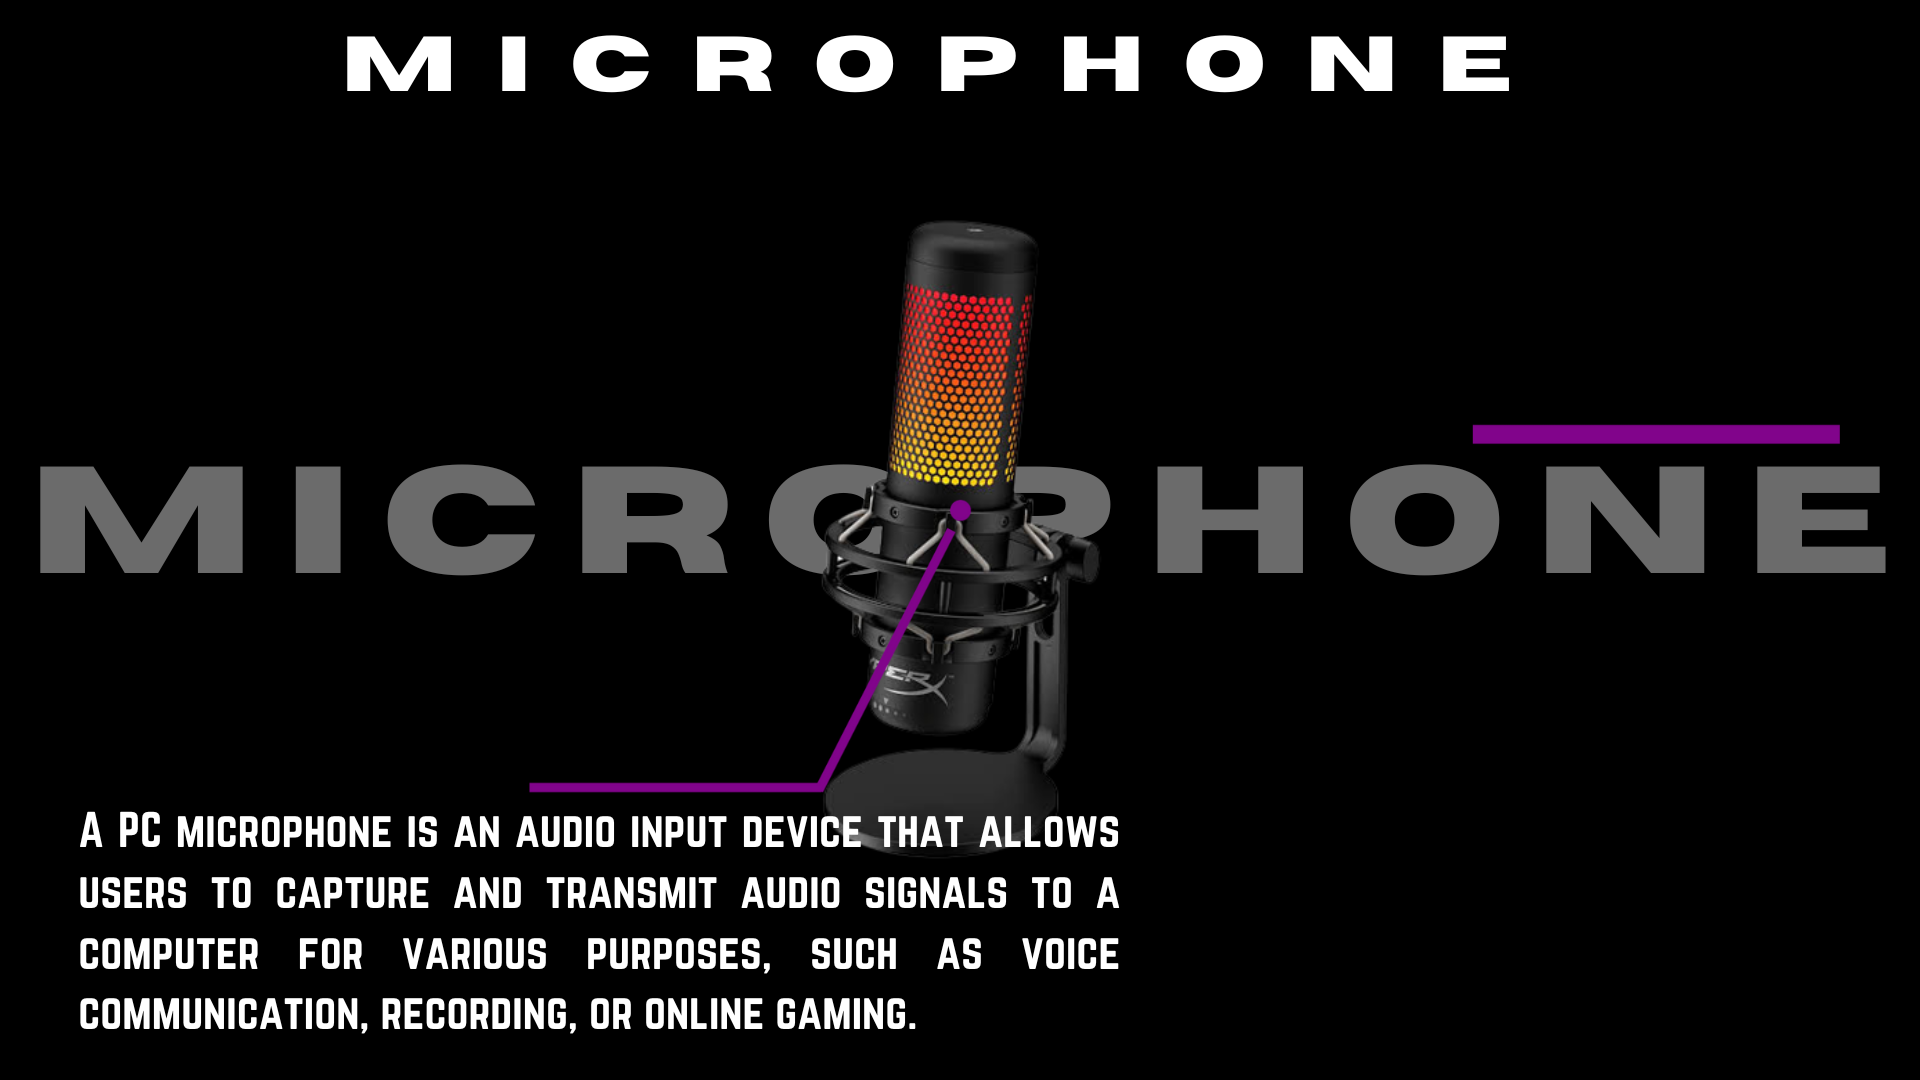 MICROPHONE
MICROPHONE
A PC MICROPHONE IS AN AUDIO INPUT DEVICE THAT ALLOWS
USERS TO CAPTURE AND TRANSMIT AUDIO SIGNALS TO A
COMPUTER FOR VARIOUS PURPOSES, SUCH AS VOICE
COMMUNICATION, RECORDING, OR ONLINE GAMING.